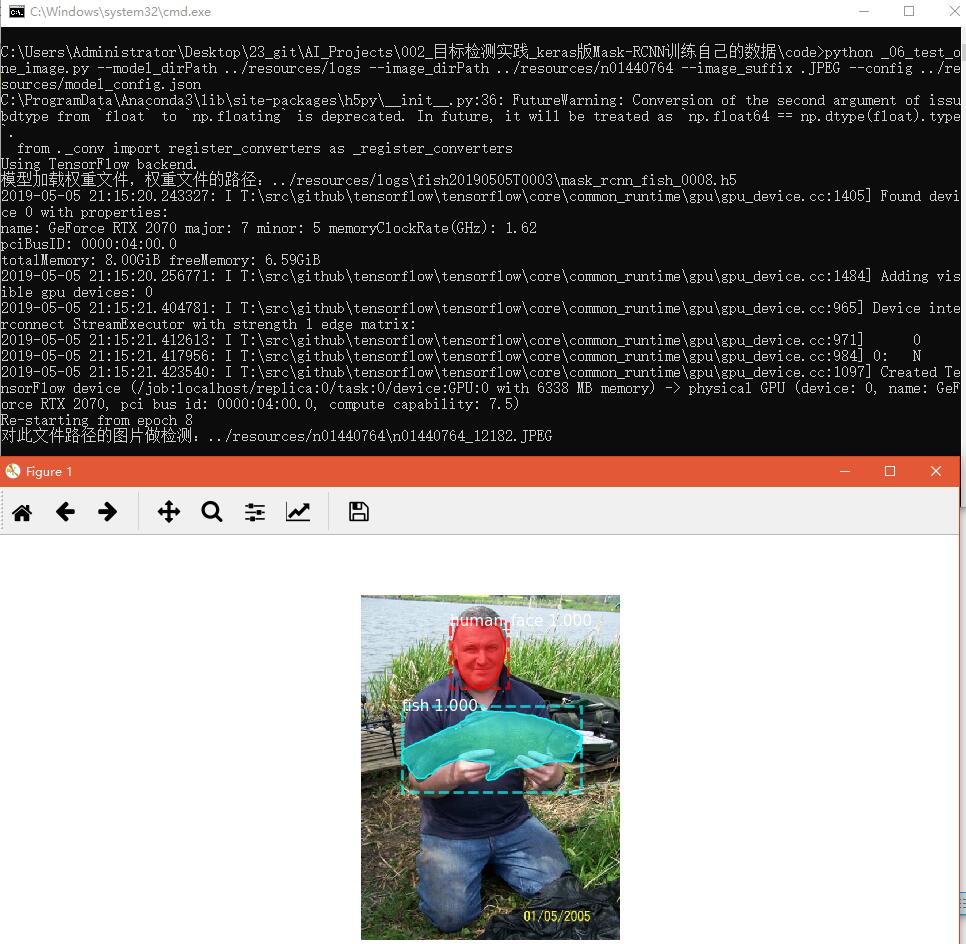 C:\Windows\system32\cmd.exe
C:\Users\Administrator\Desktop\23_git\AI_Projects\002_目标检测实践_keras版Mask-RCNN训练自己的数据\code>python _06_test_o
ne_image.py --model_dirPath ../resources/logs --image_dirPath ../resources/n01440764 --image_suffix .JPEG --config ../re
sources/model_config.json
C:\ProgramData\Anaconda3\lib\site-packages\h5py\__init__.py:36: FutureWarning: Conversion of the second argument of issu
bdtype from `float` to `np.floating` is deprecated. In future, it will be treated as `np.float64 == np.dtype(float).type
`.
from ._conv import register_converters as _register_converters
Using TensorFlow backend.
模型加载权重文件，权重文件的路径：../resources/logs\fish20190505T0003\mask_rcnn_fish_0008.h5
2019-05-05 21:15:20.243327: I T:\src\github\tensorflow\tensorflow\core\common_runtime\gpu\gpu_device.cc:1405] Found devi
ce 0 with properties:
name: GeForce RTX 2070 major: 7 minor: 5 memoryClockRate(GHz): 1.62
pciBusID: 0000:04:00.0
totalMemory: 8.00GiB freeMemory: 6.59GiB
2019-05-05 21:15:20.256771: I T:\src\github\tensorflow\tensorflow\core\common_runtime\gpu\gpu_device.cc:1484] Adding vis
ible gpu devices: 0
2019-05-05 21:15:21.404781: I T:\src\github\tensorflow\tensorflow\core\common_runtime\gpu\gpu_device.cc:965] Device inte
rconnect StreamExecutor with strength 1 edge matrix:
2019-05-05 21:15:21.412613: I T:\src\github\tensorflow\tensorflow\core\common_runtime\gpu\gpu_device.cc:971]      0
2019-05-05 21:15:21.417956: I T:\src\github\tensorflow\tensorflow\core\common_runtime\gpu\gpu_device.cc:984] 0:   N
2019-05-05 21:15:21.423540: I T:\src\github\tensorflow\tensorflow\core\common_runtime\gpu\gpu_device.cc:1097] Created Te
nsorFlow device (/job:localhost/replica:0/task:0/device:GPU:0 with 6338 MB memory) -> physical GPU (device: 0, name: GeF
orce RTX 2070, pci bus id: 0000:04:00.0, compute capability: 7.5)
Re-starting from epoch 8
对此文件路径的图片做检测：../resources/n01440764\n01440764_12182.JPEG
Figure 1
human_face 1.000
fish 1.000
01/05/2005